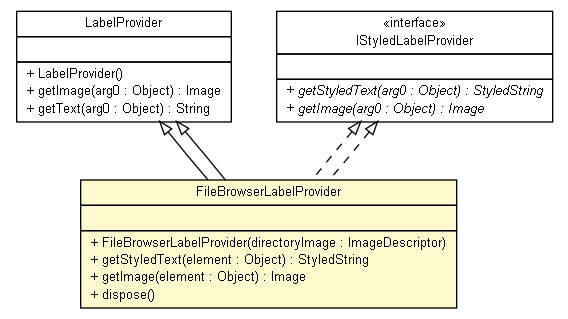 LabelProvider
+ LabelProvider()
+ getImage(arg0 : Object) : Image
+ getText(arg0 : Object) : String
«interface»
IStyledLabelProvider
+ getStyledText(arg0 : Object) : StyledString
+ getImage(arg0 : Object) : Image
FileBrowserLabelProvider
+ FileBrowserLabelProvider(directoryImage : ImageDescriptor)
+ getStyledText(element : Object) : StyledString
+ getImage(element : Object) : Image
+ dispose()